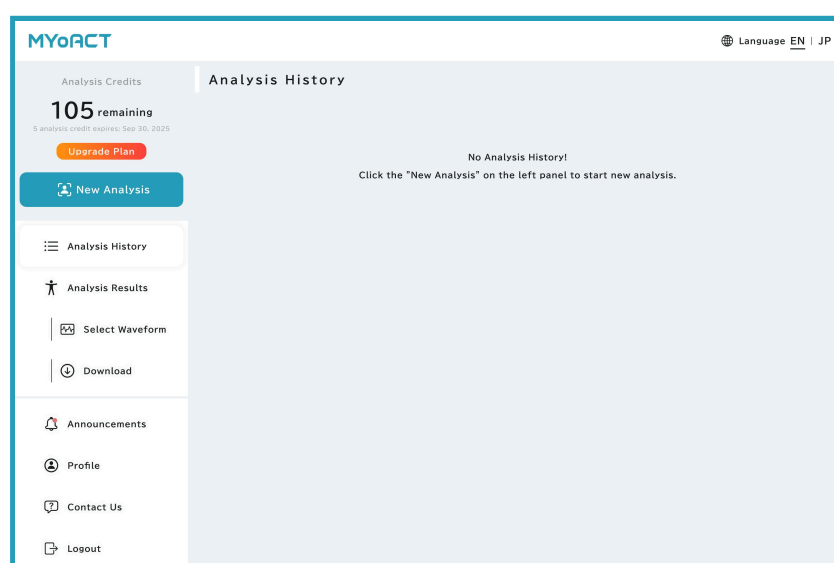 MYoACT
Language EN | JP
Analysis Credits
105 remaining
5 analysis credit expires: Sep 30, 2025
Upgrade Plan
New Analysis
Analysis History
Analysis Results
Select Waveform
Download
Announcements
Profile
Contact Us
Logout
Analysis History
No Analysis History!
Click the "New Analysis" on the left panel to start new analysis.